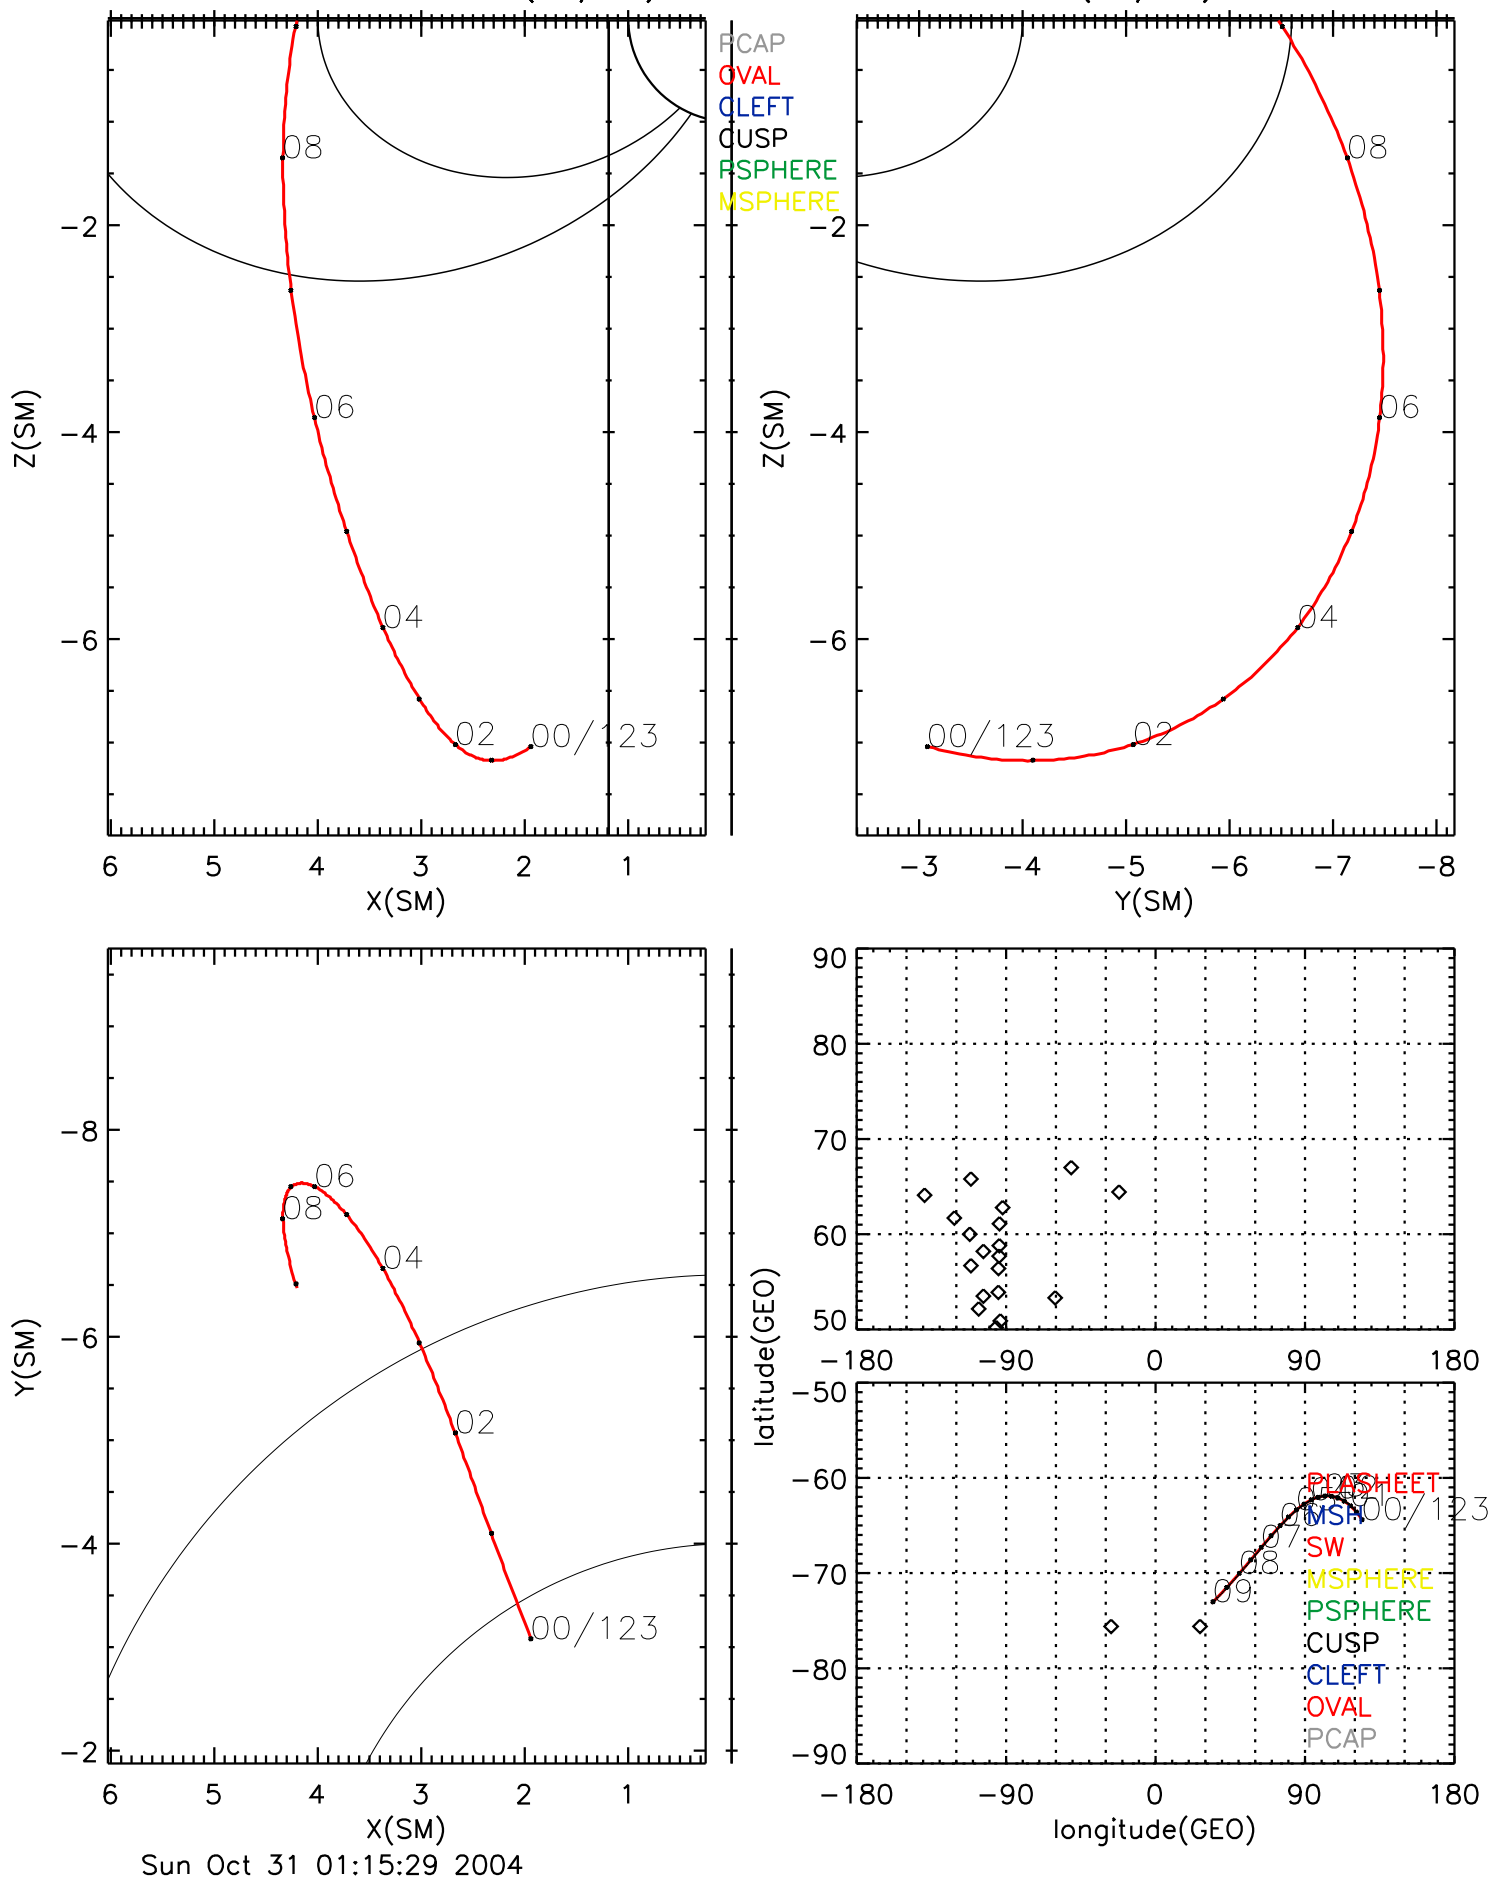 PCAP
OVAL
CLEFT
CUSP
PSPHERE
MSPHERE
08
06
04
02
00/123
-2
-4
-6
Z(SM)
6 5 4 3 2 1
X(SM)
08
06
04
02
00/123
-2
-4
-6
Z(SM)
-3 -4 -5 -6 -7 -8
Y(SM)
-8
-6
-4
-2
Y(SM)
06
08
04
02
00/123
6 5 4 3 2 1
X(SM)
90
80
70
60
50
-180 -90 0 90 180
latitude(GEO)
-50
-60
-70
-80
-90
00/123
07
08
09
PLASHEET
MSH
SW
MSPHERE
PSPHERE
CUSP
CLEFT
OVAL
PCAP
-180 -90 0 90 180
longitude(GEO)
Sun Oct 31 01:15:29 2004